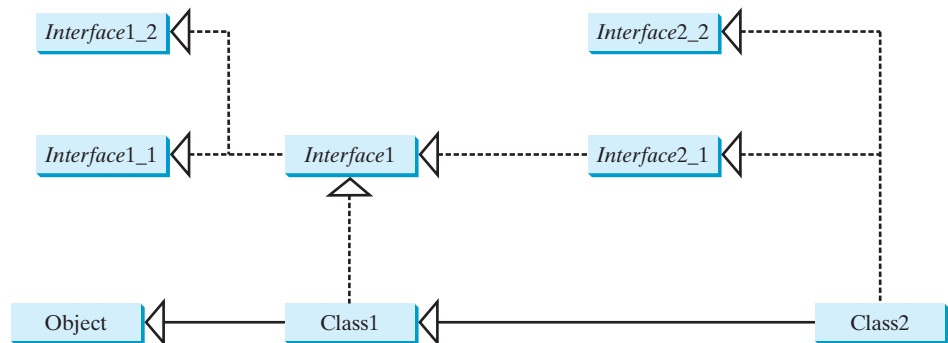 Interface1_2
Interface2_2
Interface1_1
Interface1
Interface2_1
Object
Class1
Class2